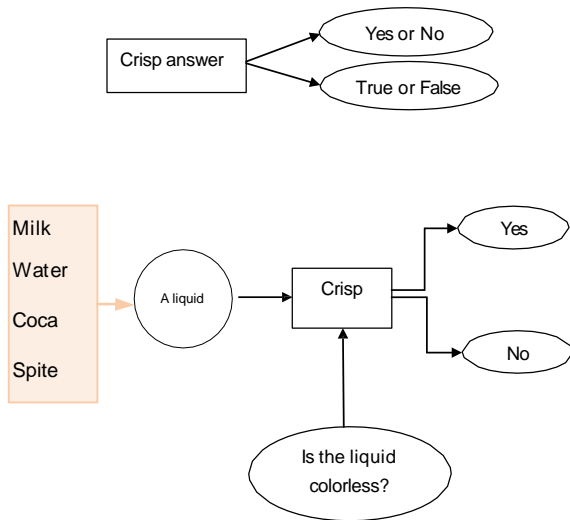 Crisp answer
Yes or No
True or False
Milk
Water
Coca
Spite
A liquid
Crisp
Yes
No
Is the liquid
colorless?